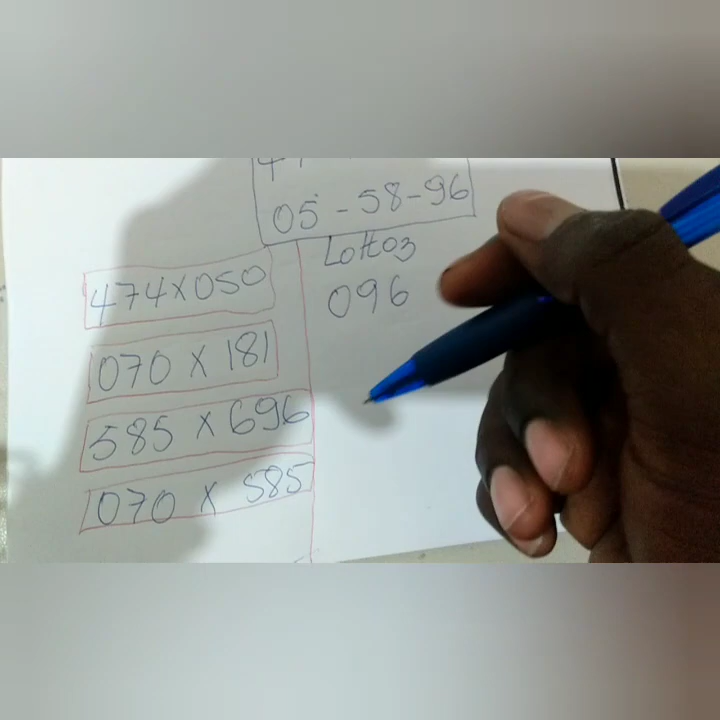 05-58-96
Lotto3
096
474x050
070 x 181
585 x 696
070 x 585